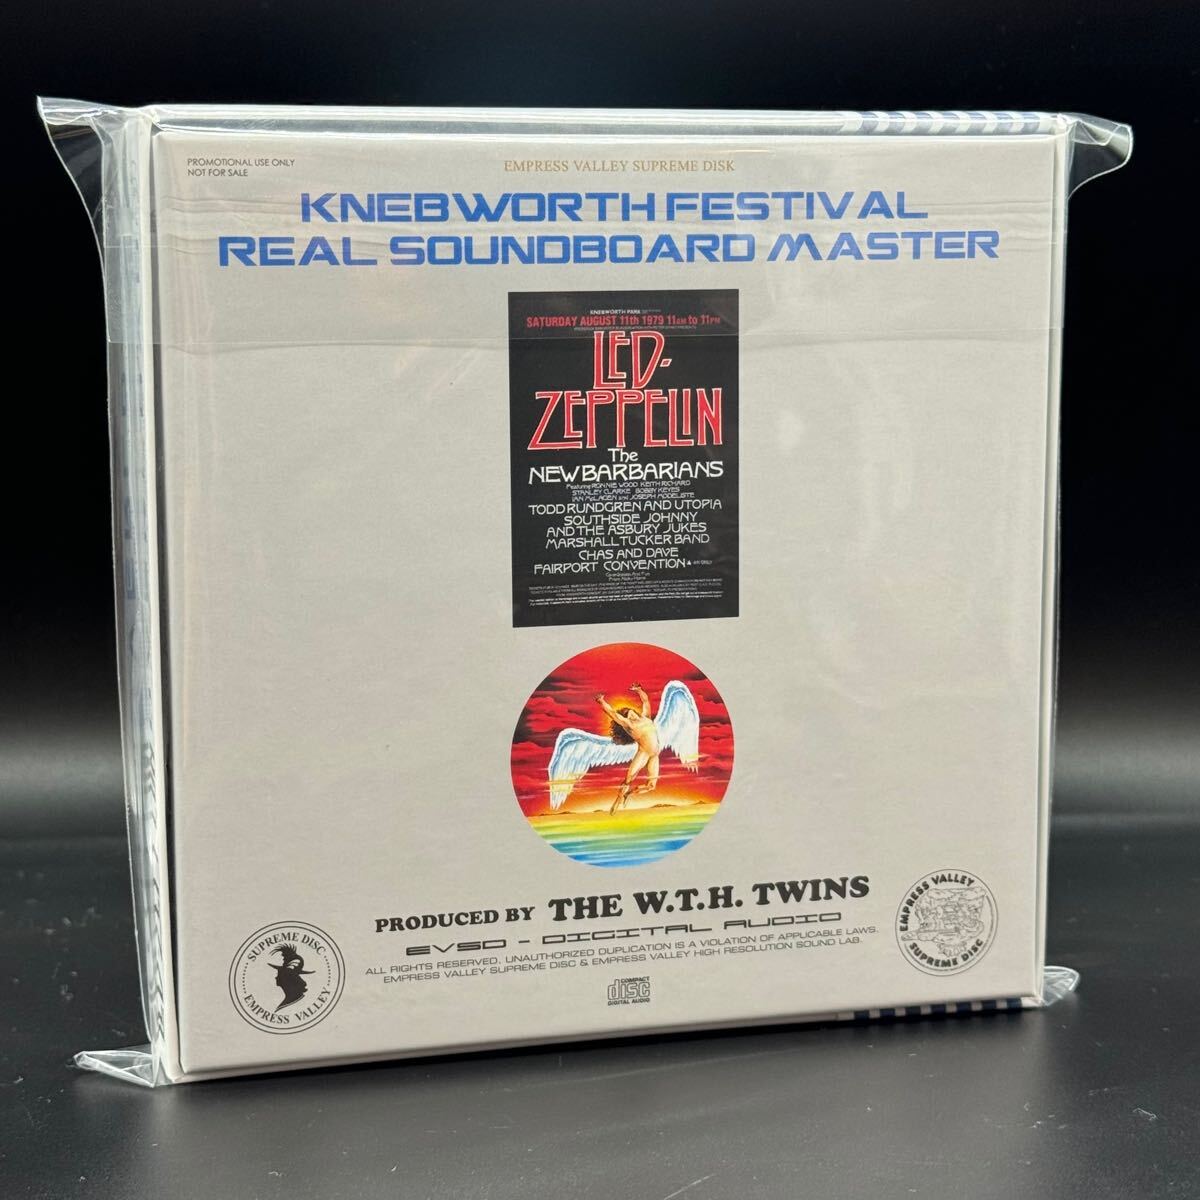 PROMOTIONAL USE ONLY
NOT FOR SALE
EMPRESS VALLEY SUPREME DISK
KNEBWORTH FESTIVAL
REAL SOUNDBOARD MASTER
KNEBWORTH PARK
SATURDAY AUGUST 11th 1979 11AM to 11PM
LED-
ZEPPELIN
The
NEW BARBARIANS
Featuring RONNIE WOOD KEITH RICHARD
STANLEY CLARKE BOBBY KEYES
IAN McLAGEN and JOSEPH MODELISTE
TODD RUNDGREN AND UTOPIA
SOUTHSIDE JOHNNY
AND THE ASBURY JUKES
MARSHALL TUCKER BAND
CHAS AND DAVE
FAIRPORT CONVENTION
PRODUCED BY THE W.T.H. TWINS
EVSD - DIGITAL AUDIO
ALL RIGHTS RESERVED. UNAUTHORIZED DUPLICATION IS A VIOLATION OF APPLICABLE LAWS.
EMPRESS VALLEY SUPREME DISC & EMPRESS VALLEY HIGH RESOLUTION SOUND LAB.
COMPACT
disc
DIGITAL AUDIO
SUPREME DISC
EMPRESS VALLEY
EMPRESS VALLEY
SUPREME DISC